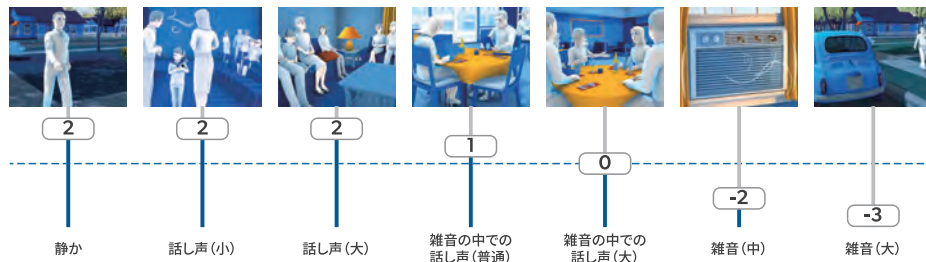 2
2
2
1
0
-2
-3
静か
話し声（小）
話し声（大）
雑音の中での
話し声（普通）
雑音の中での
話し声（大）
雑音（中）
雑音（大）